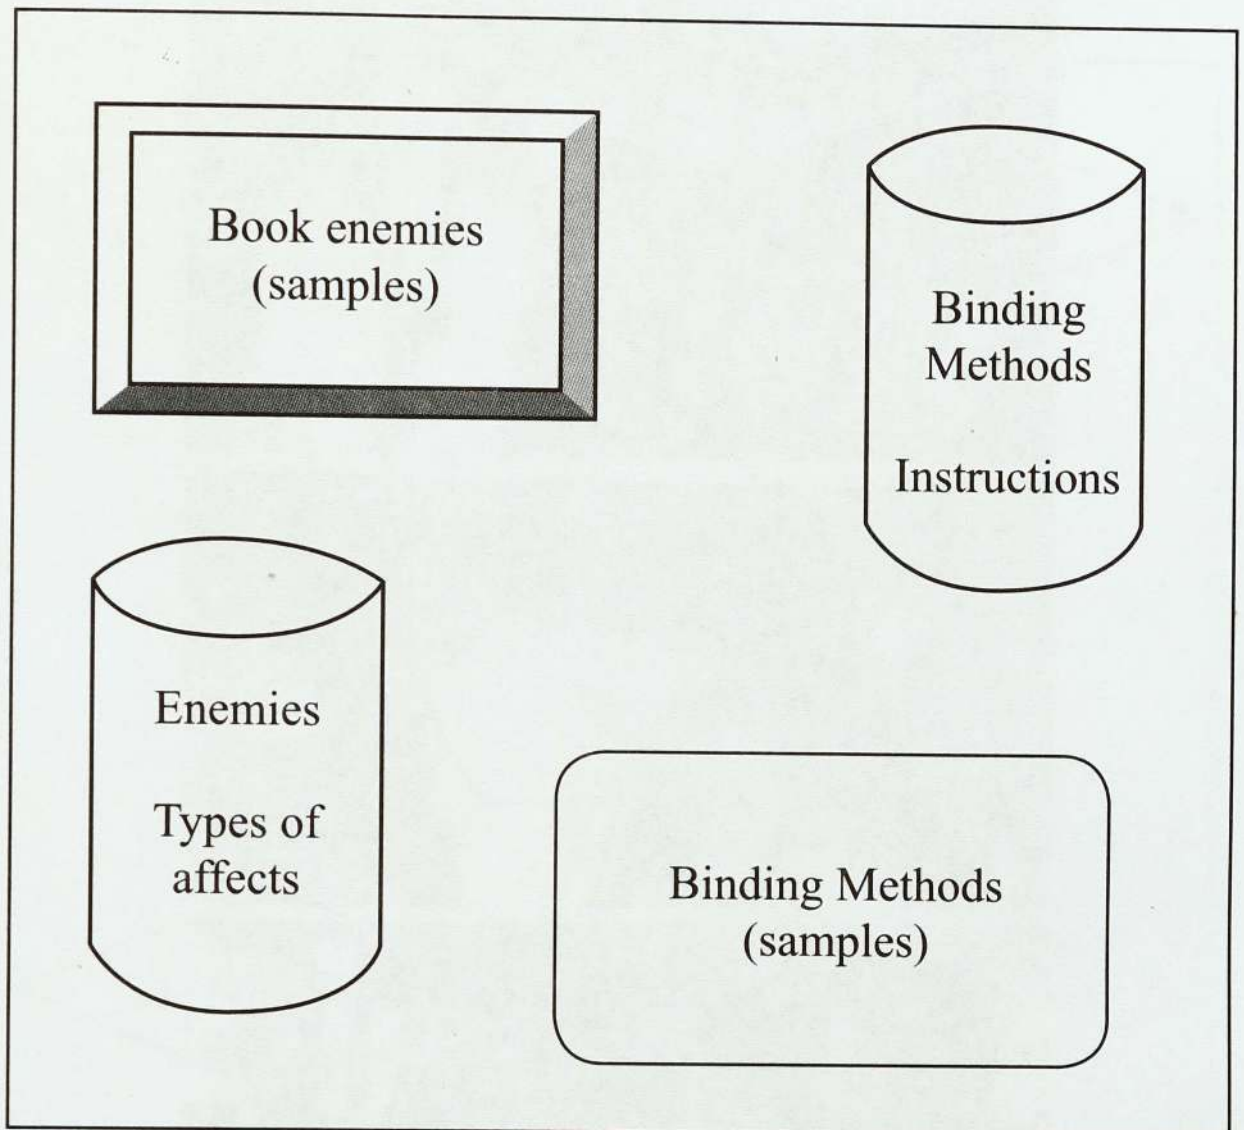 Book enemies
(samples)
Binding
Methods
Instructions
Enemies
Types of
affects
Binding Methods
(samples)